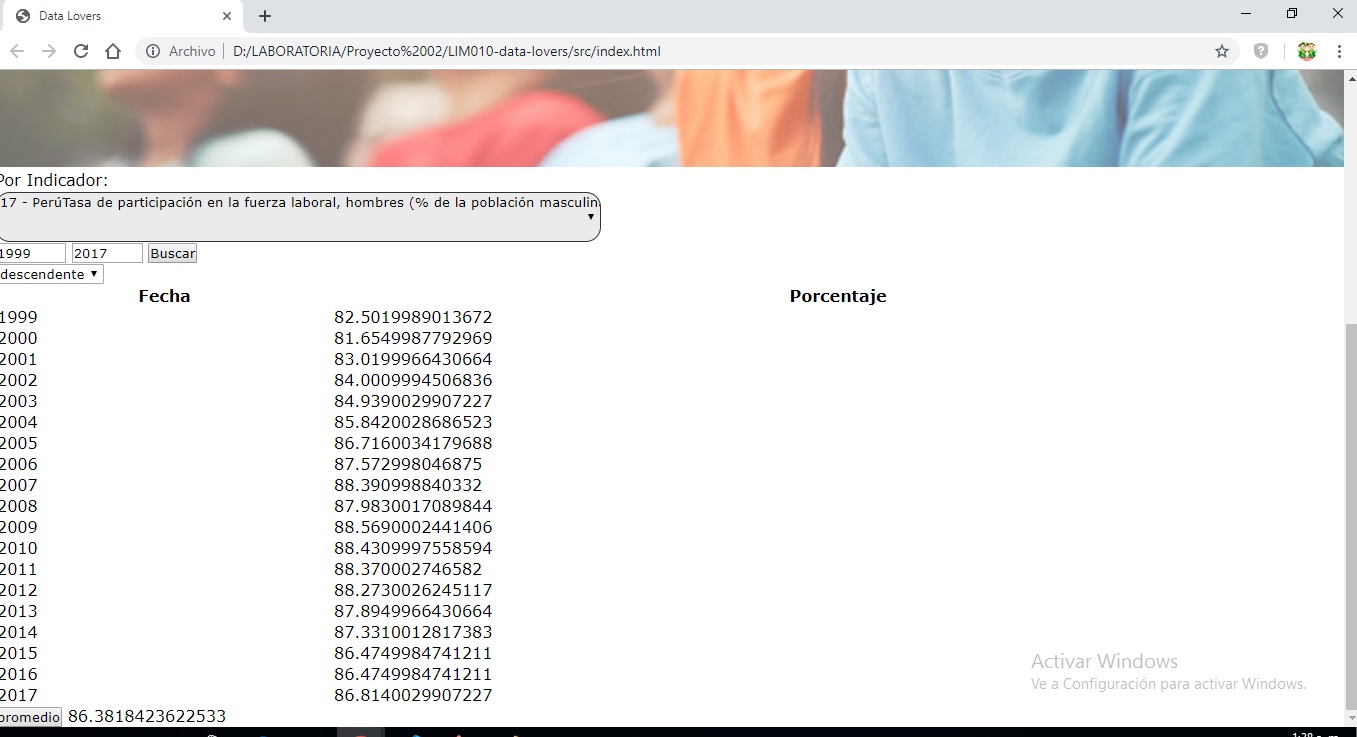 Data Lovers
Archivo D:/LABORATORIA/Proyecto%2002/LIM010-data-lovers/src/index.html
Por Indicador:
17 - PerúTasa de participación en la fuerza laboral, hombres (% de la población masculin
1999 2017 Buscar
descendente
Fecha Porcentaje
1999 82.5019989013672
2000 81.6549987792969
2001 83.0199966430664
2002 84.0009994506836
2003 84.9390029907227
2004 85.8420028686523
2005 86.7160034179688
2006 87.572998046875
2007 88.390998840332
2008 87.9830017089844
2009 88.5690002441406
2010 88.4309997558594
2011 88.370002746582
2012 88.2730026245117
2013 87.8949966430664
2014 87.3310012817383
2015 86.4749984741211
2016 86.4749984741211
2017 86.8140029907227
promedio 86.3818423622533
Activar Windows
Ve a Configuración para activar Windows.